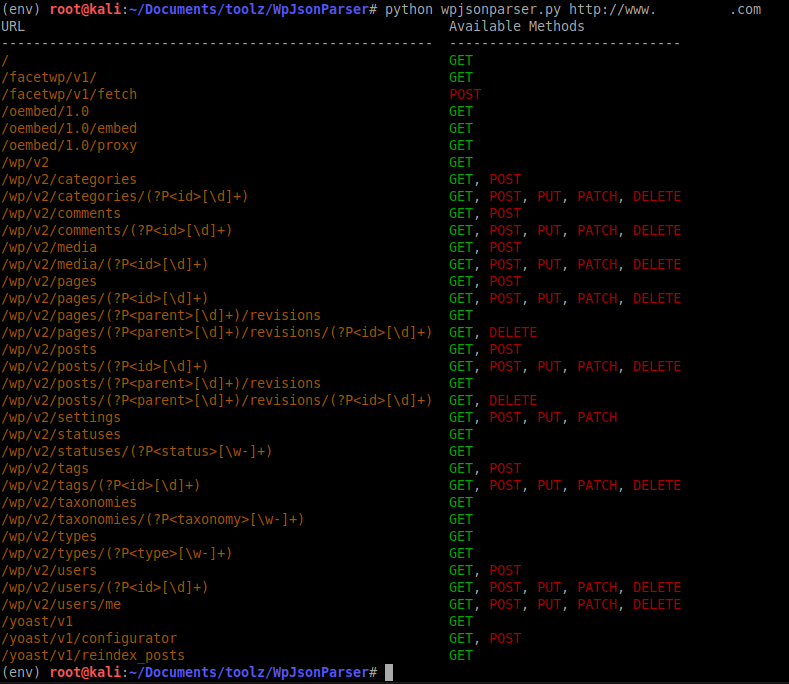 (env) root@kali:~/Documents/toolz/WpJsonParser# python wpjsonparser.py http://www. .com
URL Available Methods
------------------------------------------------------ -----------------------------
/ GET
/facetwp/v1/ GET
/facetwp/v1/fetch POST
/oembed/1.0 GET
/oembed/1.0/embed GET
/oembed/1.0/proxy GET
/wp/v2 GET
/wp/v2/categories GET, POST
/wp/v2/categories/(?P<id>[\d]+) GET, POST, PUT, PATCH, DELETE
/wp/v2/comments GET, POST
/wp/v2/comments/(?P<id>[\d]+) GET, POST, PUT, PATCH, DELETE
/wp/v2/media GET, POST
/wp/v2/media/(?P<id>[\d]+) GET, POST, PUT, PATCH, DELETE
/wp/v2/pages GET, POST
/wp/v2/pages/(?P<id>[\d]+) GET, POST, PUT, PATCH, DELETE
/wp/v2/pages/(?P<parent>[\d]+)/revisions GET
/wp/v2/pages/(?P<parent>[\d]+)/revisions/(?P<id>[\d]+) GET, DELETE
/wp/v2/posts GET, POST
/wp/v2/posts/(?P<id>[\d]+) GET, POST, PUT, PATCH, DELETE
/wp/v2/posts/(?P<parent>[\d]+)/revisions GET
/wp/v2/posts/(?P<parent>[\d]+)/revisions/(?P<id>[\d]+) GET, DELETE
/wp/v2/settings GET, POST, PUT, PATCH
/wp/v2/statuses GET
/wp/v2/statuses/(?P<status>[\w-]+) GET
/wp/v2/tags GET, POST
/wp/v2/tags/(?P<id>[\d]+) GET, POST, PUT, PATCH, DELETE
/wp/v2/taxonomies GET
/wp/v2/taxonomies/(?P<taxonomy>[\w-]+) GET
/wp/v2/types GET
/wp/v2/types/(?P<type>[\w-]+) GET
/wp/v2/users GET, POST
/wp/v2/users/(?P<id>[\d]+) GET, POST, PUT, PATCH, DELETE
/wp/v2/users/me GET, POST, PUT, PATCH, DELETE
/yoast/v1 GET
/yoast/v1/configurator GET, POST
/yoast/v1/reindex_posts GET
(env) root@kali:~/Documents/toolz/WpJsonParser#